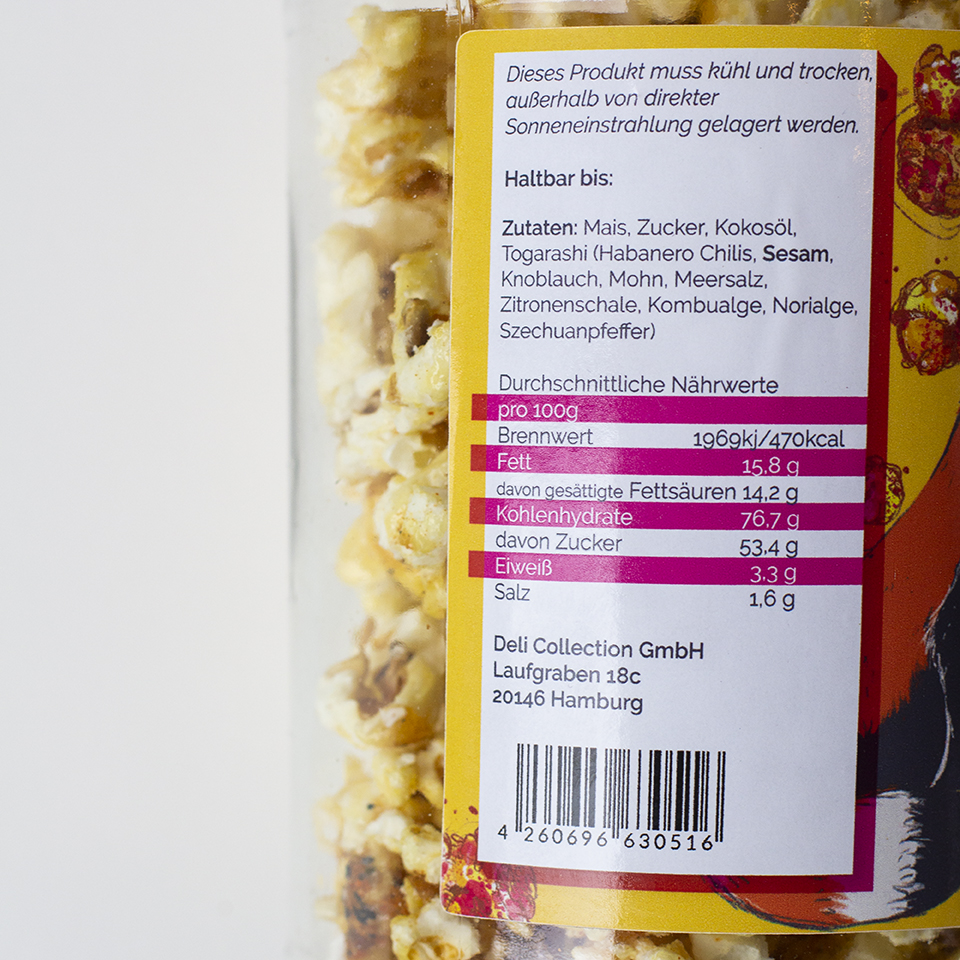 Dieses Produkt muss kühl und trocken,
außerhalb von direkter
Sonneneinstrahlung gelagert werden.
Haltbar bis:
Zutaten: Mais, Zucker, Kokosöl,
Togarashi (Habanero Chilis, Sesam,
Knoblauch, Mohn, Meersalz,
Zitronenschale, Kombualge, Norialge,
Szechuanpfeffer)
Durchschnittliche Nährwerte
pro 100g
Brennwert 1969kj/470kcal
Fett 15,8 g
davon gesättigte Fettsäuren 14,2 g
Kohlenhydrate 76,7 g
davon Zucker 53,4 g
Eiweiß 3,3 g
Salz 1,6 g
Deli Collection GmbH
Laufgraben 18c
20146 Hamburg
4 260696 630516